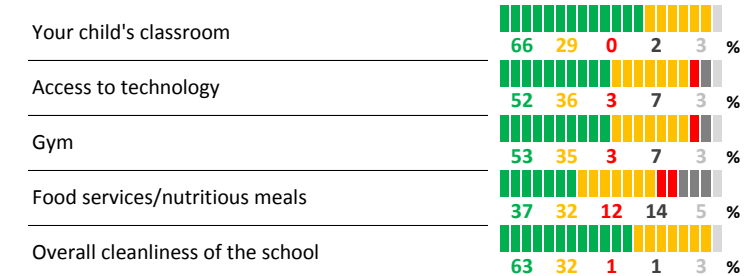 Your child's classroom
66 29 0 2 3 %
Access to technology
52 36 3 7 3 %
Gym
53 35 3 7 3 %
Food services/nutritious meals
37 32 12 14 5 %
Overall cleanliness of the school
63 32 1 1 3 %